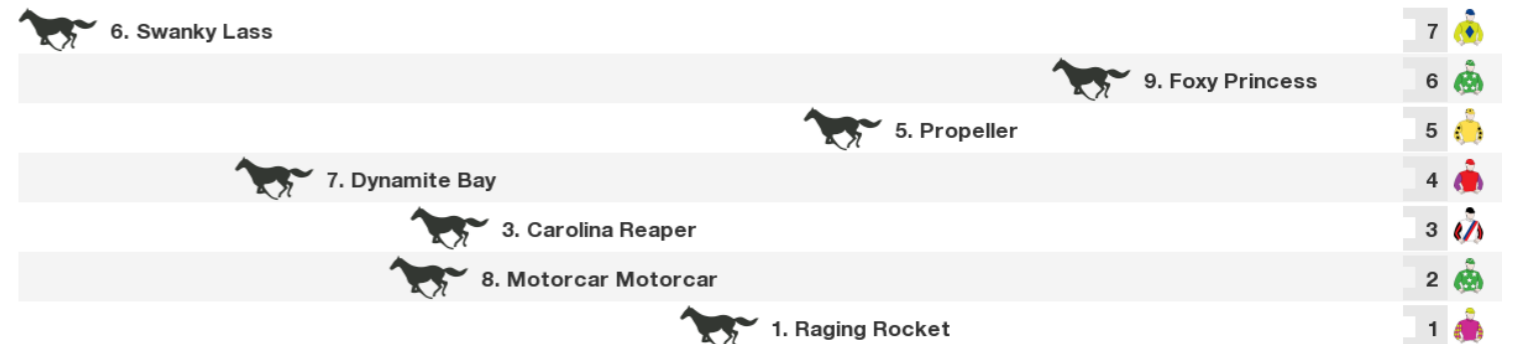 6. Swanky Lass 7
9. Foxy Princess 6
5. Propeller 5
7. Dynamite Bay 4
3. Carolina Reaper 3
8. Motorcar Motorcar 2
1. Raging Rocket 1